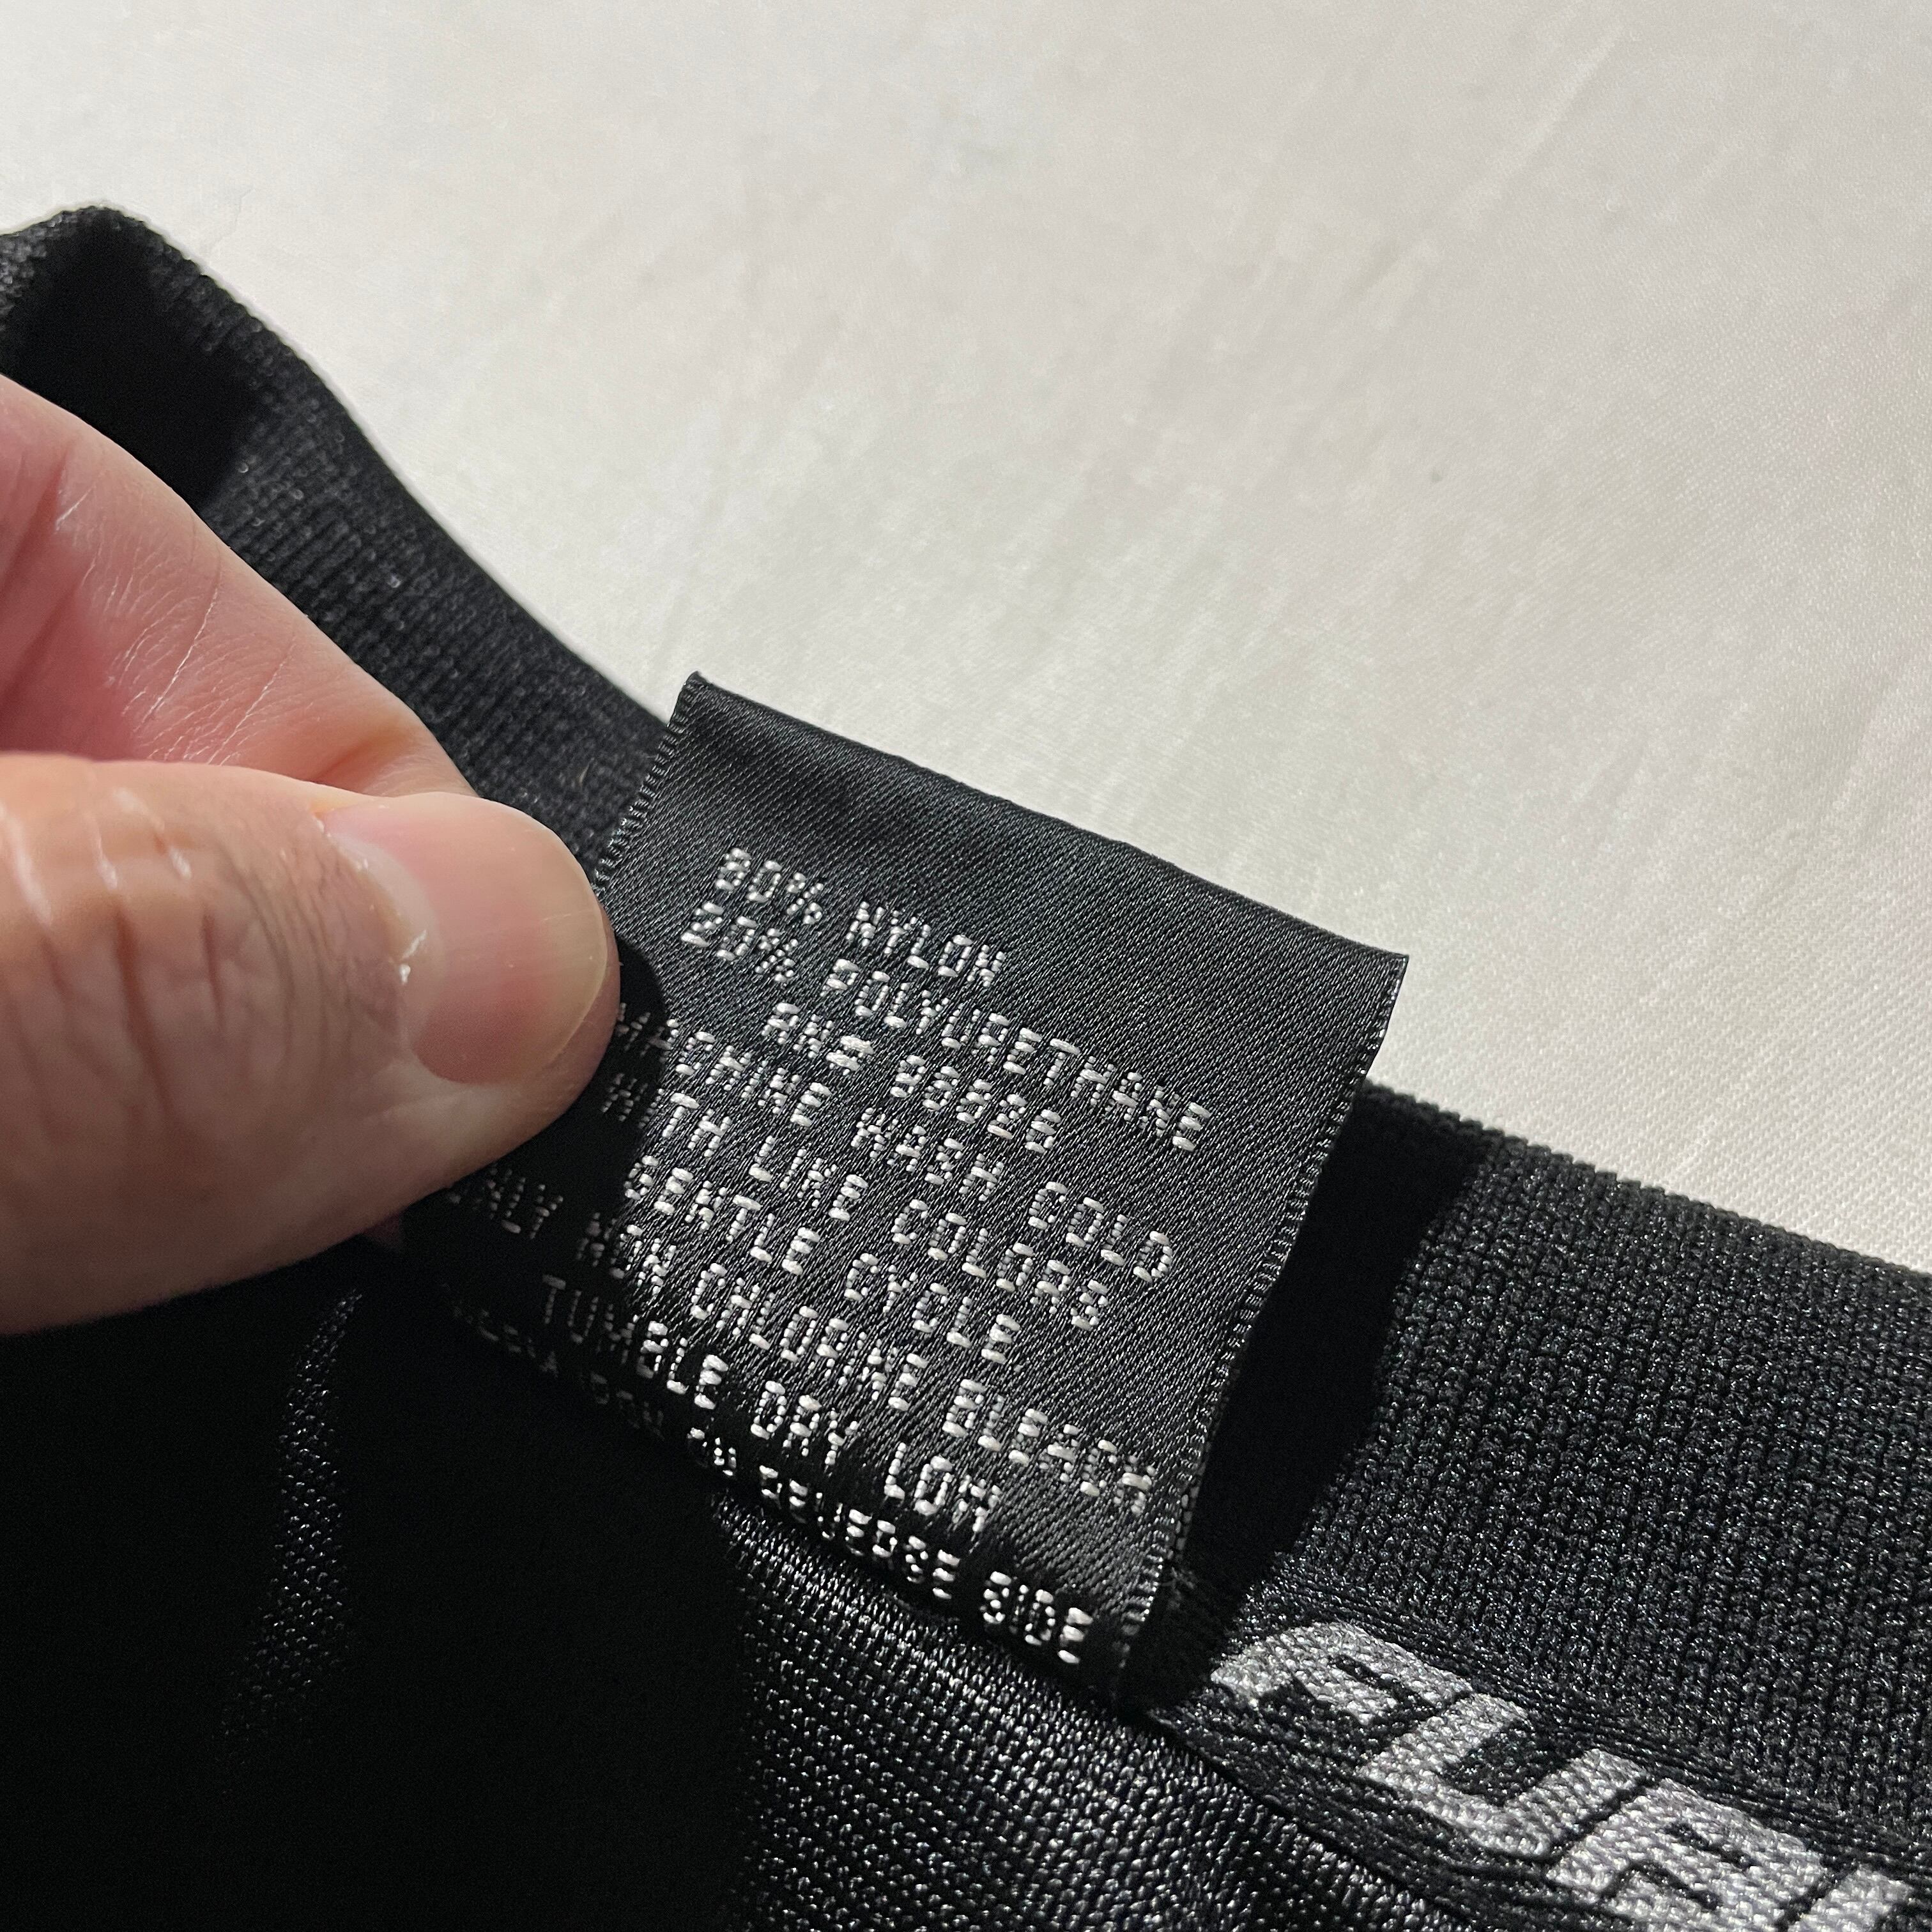 80% NYLON
20% POLYURETHANE
RN# 90626
MACHINE WASH COLD
WITH LIKE COLORS
GENTLE CYCLE
ONLY NON CHLORINE BLEACH
TUMBLE DRY LOW
REVERSE SIDE